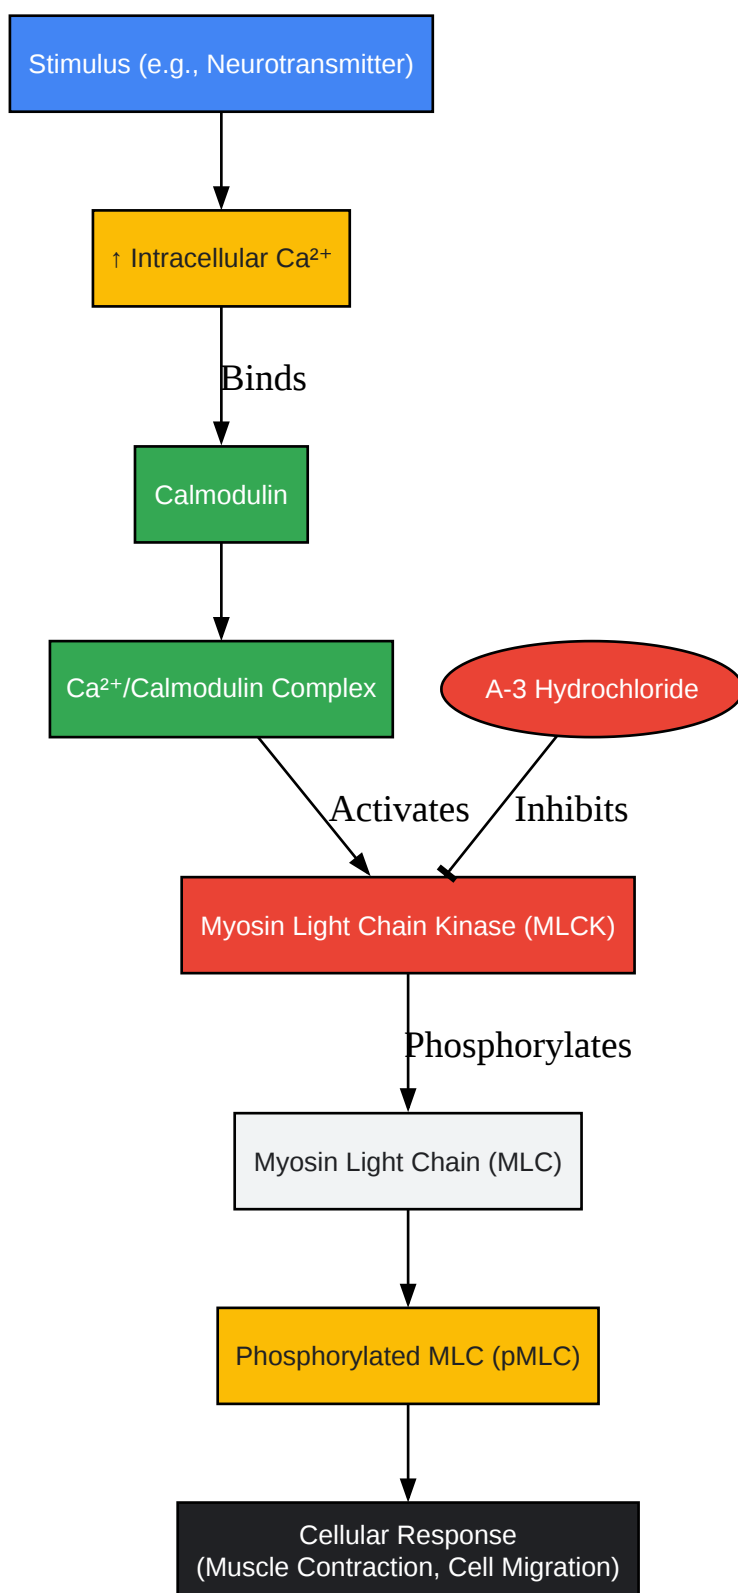 Stimulus (e.g., Neurotransmitter)
↑ Intracellular Ca²⁺
Binds
Calmodulin
Ca²⁺/Calmodulin Complex
A-3 Hydrochloride
Activates
Inhibits
Myosin Light Chain Kinase (MLCK)
Phosphorylates
Myosin Light Chain (MLC)
Phosphorylated MLC (pMLC)
Cellular Response
(Muscle Contraction, Cell Migration)